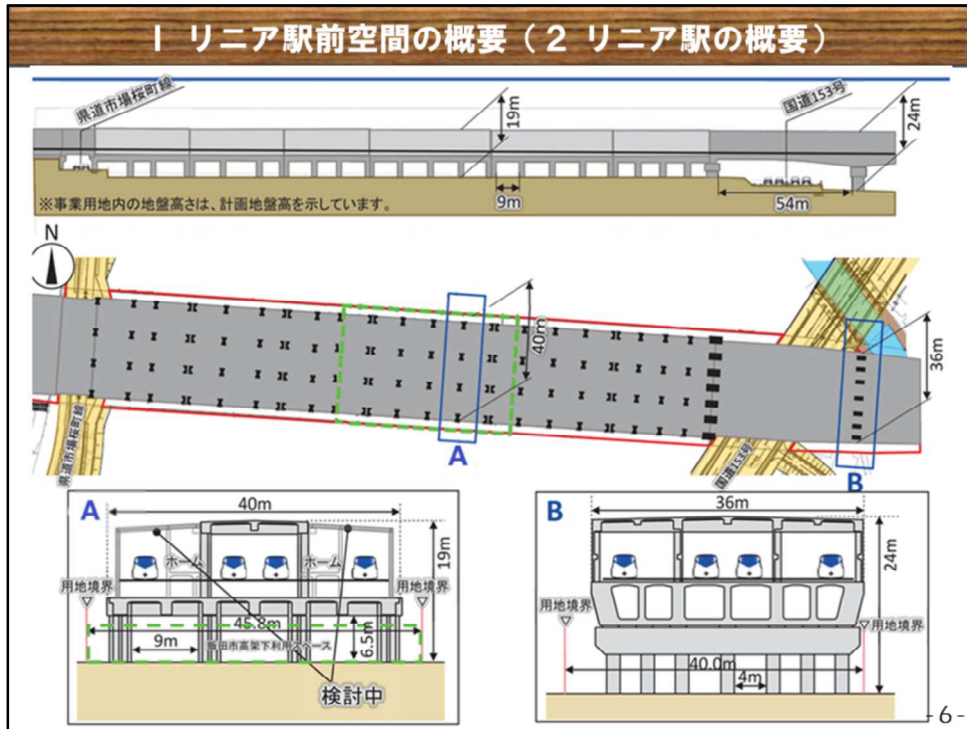 1 リニア駅前空間の概要(2 リニア駅の概要)
県道市場桜町線
19m
国道153号
24m
※事業用地内の地盤高さは、計画地盤高を示しています。
9m
54m
N
40m
36m
県道市場桜町線
A
国道153号
B
A
40m
ホーム
ホーム
19m
用地境界
用地境界
45.8m
9m
飯田市高架下利用スペース
6.5m
検討中
B
36m
24m
用地境界
用地境界
40.0m
4m
-6-